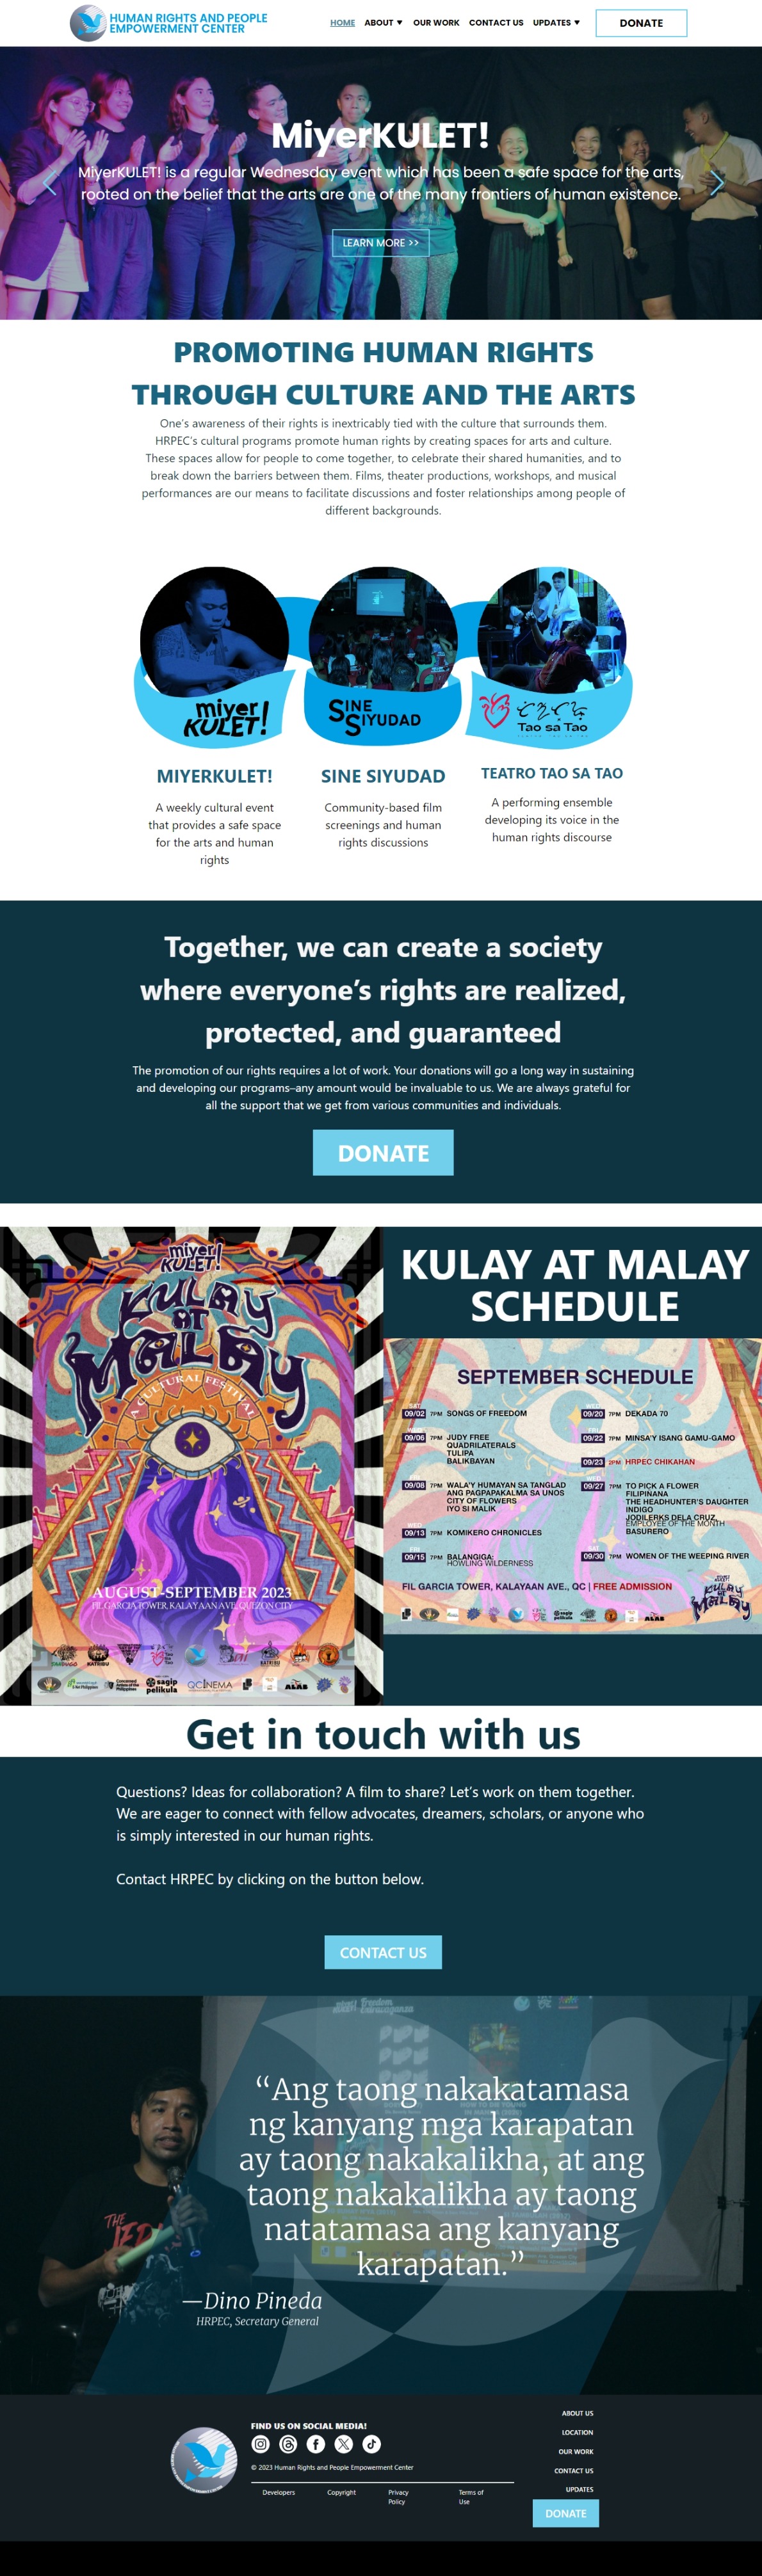 HUMAN RIGHTS AND PEOPLE
EMPOWERMENT CENTER
HOME ABOUT ▼ OUR WORK CONTACT US UPDATES ▼ DONATE
MiyerKULET!
MiyerKULET! is a regular Wednesday event which has been a safe space for the arts,
rooted on the belief that the arts are one of the many frontiers of human existence.
LEARN MORE >>
PROMOTING HUMAN RIGHTS
THROUGH CULTURE AND THE ARTS
One's awareness of their rights is inextricably tied with the culture that surrounds them.
HRPEC's cultural programs promote human rights by creating spaces for arts and culture.
These spaces allow for people to come together, to celebrate their shared humanities, and to
break down the barriers between them. Films, theater productions, workshops, and musical
performances are our means to facilitate discussions and foster relationships among people of
different backgrounds.
miyer
KULET!
SINE
SIYUDAD
Tao sa Tao
MIYERKULET!
A weekly cultural event
that provides a safe space
for the arts and human
rights
SINE SIYUDAD
Community-based film
screenings and human
rights discussions
TEATRO TAO SA TAO
A performing ensemble
developing its voice in the
human rights discourse
Together, we can create a society
where everyone's rights are realized,
protected, and guaranteed
The promotion of our rights requires a lot of work. Your donations will go a long way in sustaining
and developing our programs–any amount would be invaluable to us. We are always grateful for
all the support that we get from various communities and individuals.
DONATE
miyer
KULET!
KULAY
AT
MALAY
A CULTURAL FESTIVAL
AUGUST-SEPTEMBER 2023
FIL GARCIA TOWER, KALAYAAN AVE, QUEZON CITY
KATRIBU
sagip
pelikula
QCINEMA
ALAB
KULAY AT MALAY
SCHEDULE
SEPTEMBER SCHEDULE
SAT
09/02 7PM SONGS OF FREEDOM
09/06 7PM JUDY FREE
QUADRILATERALS
TULIPA
BALIKBAYAN
FRI
09/08 7PM WALA'Y HUMAYAN SA TANGLAD
ANG PAGPAPAKALMA SA UNOS
CITY OF FLOWERS
IYO SI MALIK
WED
09/13 7PM KOMIKERO CHRONICLES
FRI
09/15 7PM BALANGIGA:
HOWLING WILDERNESS
WED
09/20 7PM DEKADA 70
09/22 7PM MINSA'Y ISANG GAMU-GAMO
09/23 2PM HRPEC CHIKAHAN
WED
09/27 7PM TO PICK A FLOWER
FILIPINANA
THE HEADHUNTER'S DAUGHTER
INDIGO
JODILERKS DELA CRUZ,
EMPLOYEE OF THE MONTH
BASURERO
SAT
09/30 7PM WOMEN OF THE WEEPING RIVER
FIL GARCIA TOWER, KALAYAAN AVE., QC | FREE ADMISSION
sagip
pelikula
ALAB
KULAY
AT
MALAY
Get in touch with us
Questions? Ideas for collaboration? A film to share? Let's work on them together.
We are eager to connect with fellow advocates, dreamers, scholars, or anyone who
is simply interested in our human rights.
Contact HRPEC by clicking on the button below.
CONTACT US
“Ang taong nakakatamasa
ng kanyang mga karapatan
ay taong nakakalikha, at ang
taong nakakalikha ay taong
natatamasa ang kanyang
karapatan.”
—Dino Pineda
HRPEC, Secretary General
FIND US ON SOCIAL MEDIA!
© 2023 Human Rights and People Empowerment Center
Developers Copyright Privacy
Policy Terms of
Use
ABOUT US
LOCATION
OUR WORK
CONTACT US
UPDATES
DONATE